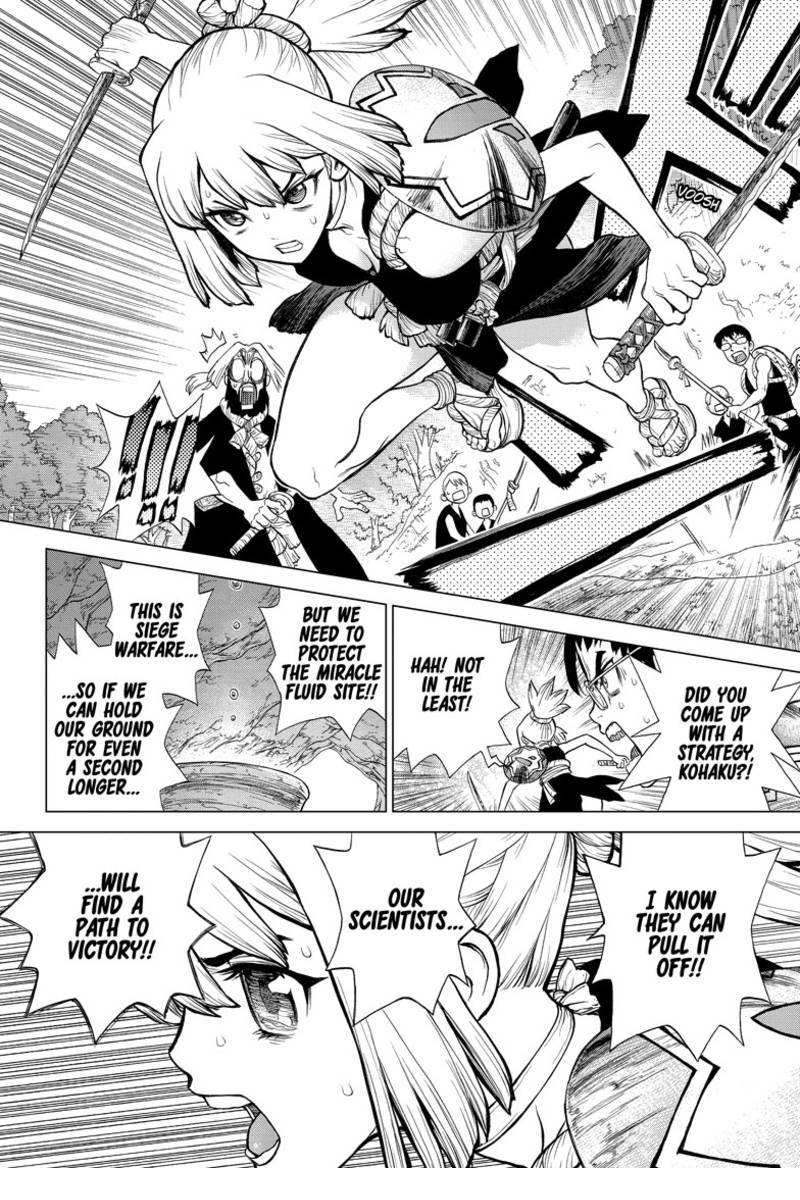 VOOSH
!!!
DID YOU
COME UP
WITH A
STRATEGY,
KOHAKU?!
HAH! NOT
IN THE
LEAST!
BUT WE
NEED TO
PROTECT
THE MIRACLE
FLUID SITE!!
THIS IS
SIEGE
WARFARE...
...SO IF WE
CAN HOLD
OUR GROUND
FOR EVEN
A SECOND
LONGER...
I KNOW
THEY CAN
PULL IT
OFF!!
OUR
SCIENTISTS...
...WILL
FIND A
PATH TO
VICTORY!!